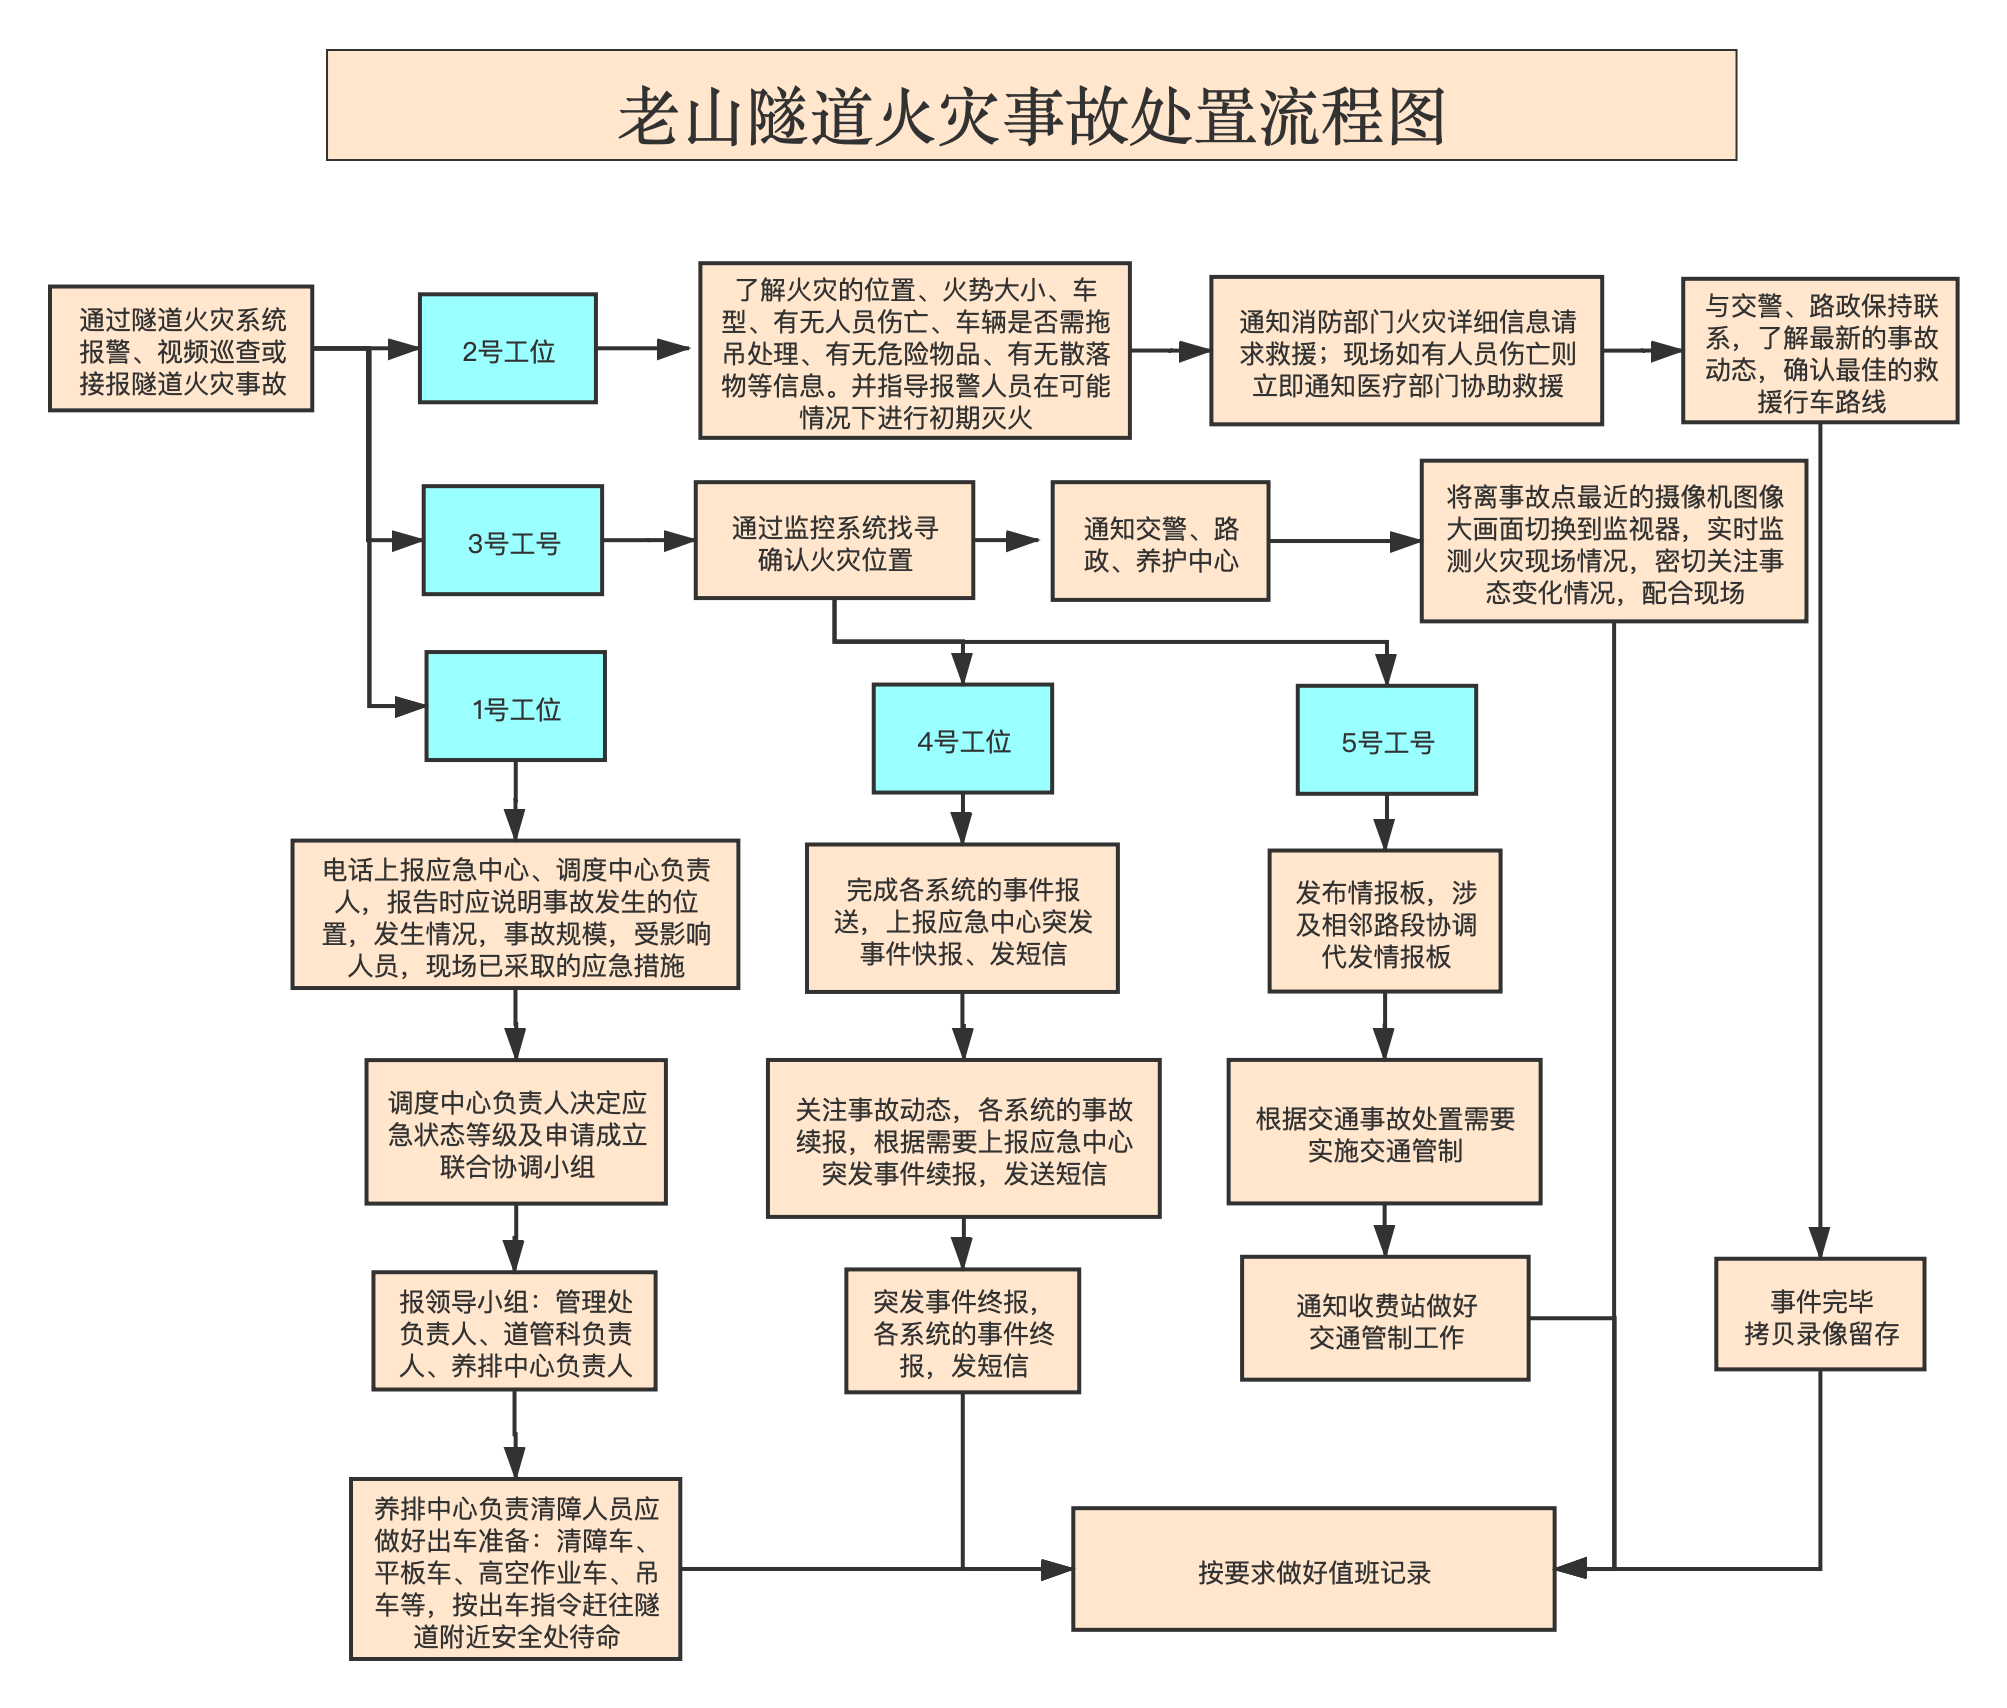 老山隧道火灾事故处置流程图
通过隧道火灾系统
报警、视频巡查或
接报隧道火灾事故
2号工位
了解火灾的位置、火势大小、车
型、有无人员伤亡、车辆是否需拖
吊处理、有无危险物品、有无散落
物等信息。并指导报警人员在可能
情况下进行初期灭火
通知消防部门火灾详细信息请
求救援；现场如有人员伤亡则
立即通知医疗部门协助救援
与交警、路政保持联
系，了解最新的事故
动态，确认最佳的救
援行车路线
3号工号
通过监控系统找寻
确认火灾位置
通知交警、路
政、养护中心
将离事故点最近的摄像机图像
大画面切换到监视器，实时监
测火灾现场情况，密切关注事
态变化情况，配合现场
1号工位
4号工位
5号工号
电话上报应急中心、调度中心负责
人，报告时应说明事故发生的位
置，发生情况，事故规模，受影响
人员，现场已采取的应急措施
完成各系统的事件报
送，上报应急中心突发
事件快报、发短信
发布情报板，涉
及相邻路段协调
代发情报板
调度中心负责人决定应
急状态等级及申请成立
联合协调小组
关注事故动态，各系统的事故
续报，根据需要上报应急中心
突发事件续报，发送短信
根据交通事故处置需要
实施交通管制
报领导小组：管理处
负责人、道管科负责
人、养排中心负责人
突发事件终报，
各系统的事件终
报，发短信
通知收费站做好
交通管制工作
事件完毕
拷贝录像留存
养排中心负责清障人员应
做好出车准备：清障车、
平板车、高空作业车、吊
车等，按出车指令赶往隧
道附近安全处待命
按要求做好值班记录